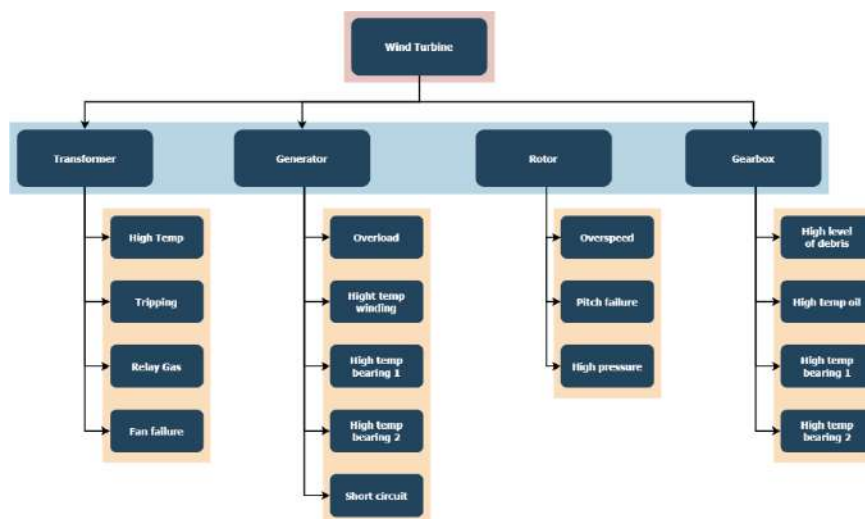 Wind Turbine
Transformer
Generator
Rotor
Gearbox
High Temp
Tripping
Relay Gas
Fan failure
Overload
Hight temp
winding
High temp
bearing 1
High temp
bearing 2
Short circuit
Overspeed
Pitch failure
High pressure
High level
of debris
High temp oil
High temp
bearing 1
High temp
bearing 2